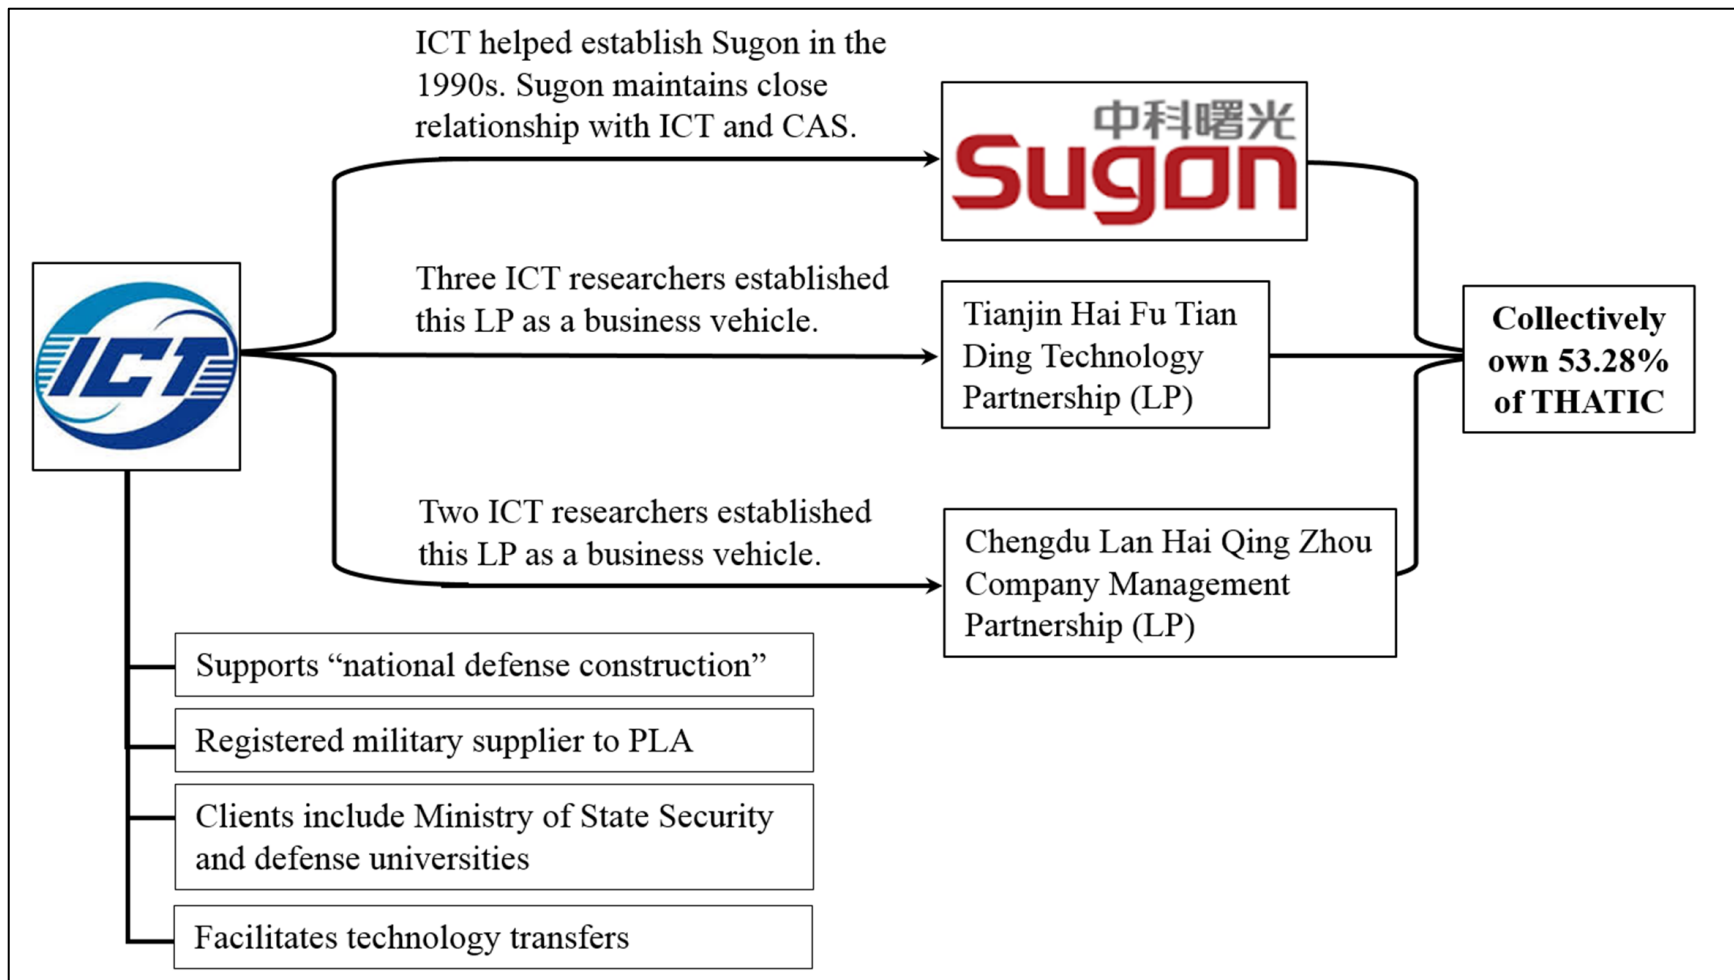 ICT helped establish Sugon in the
1990s. Sugon maintains close
relationship with ICT and CAS.
中科曙光
Sugon
Three ICT researchers established
this LP as a business vehicle.
Tianjin Hai Fu Tian
Ding Technology
Partnership (LP)
Collectively
own 53.28%
of THATIC
ICT
Two ICT researchers established
this LP as a business vehicle.
Chengdu Lan Hai Qing Zhou
Company Management
Partnership (LP)
Supports “national defense construction”
Registered military supplier to PLA
Clients include Ministry of State Security
and defense universities
Facilitates technology transfers